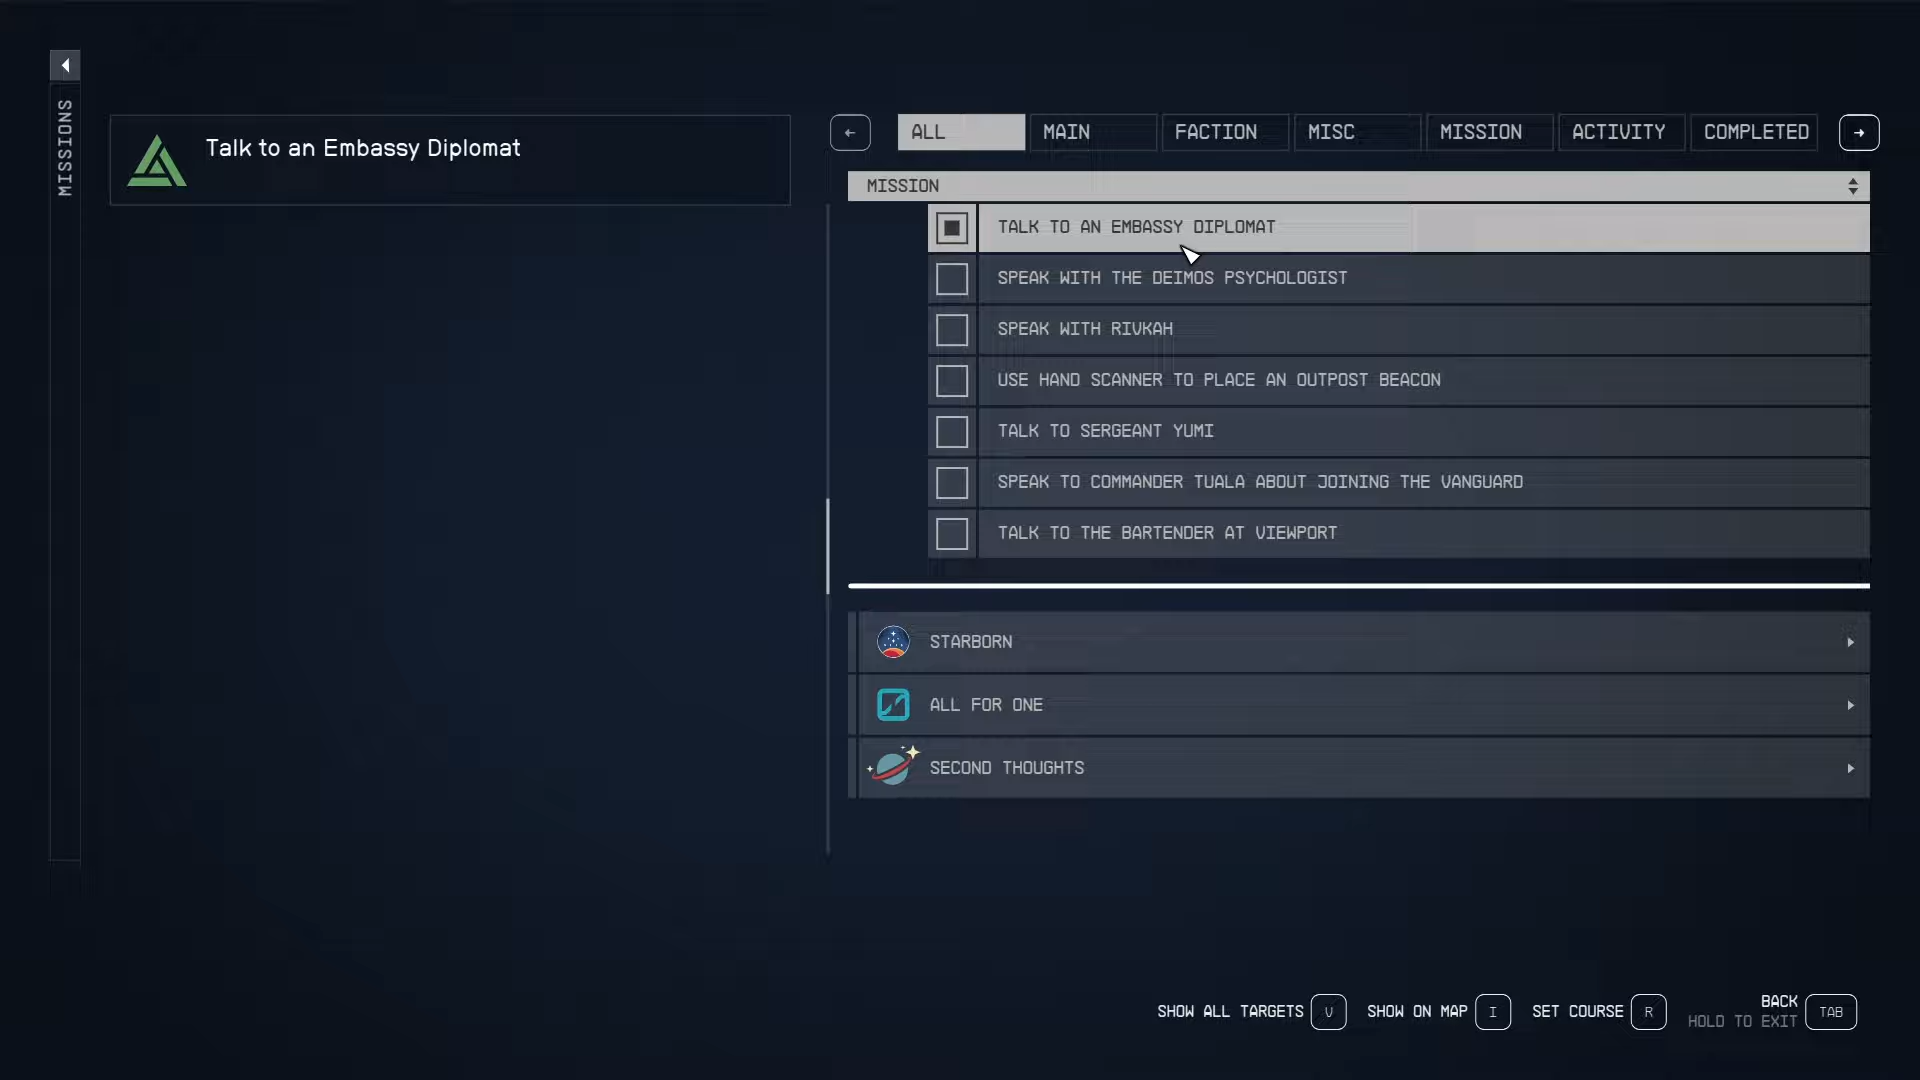 MISSIONS
Talk to an Embassy Diplomat
ALL MAIN FACTION MISC MISSION ACTIVITY COMPLETED
MISSION
TALK TO AN EMBASSY DIPLOMAT
SPEAK WITH THE DEIMOS PSYCHOLOGIST
SPEAK WITH RIVKAH
USE HAND SCANNER TO PLACE AN OUTPOST BEACON
TALK TO SERGEANT YUMI
SPEAK TO COMMANDER TUALA ABOUT JOINING THE VANGUARD
TALK TO THE BARTENDER AT VIEWPORT
STARBORN
ALL FOR ONE
SECOND THOUGHTS
SHOW ALL TARGETS V SHOW ON MAP I SET COURSE R BACK TAB
HOLD TO EXIT